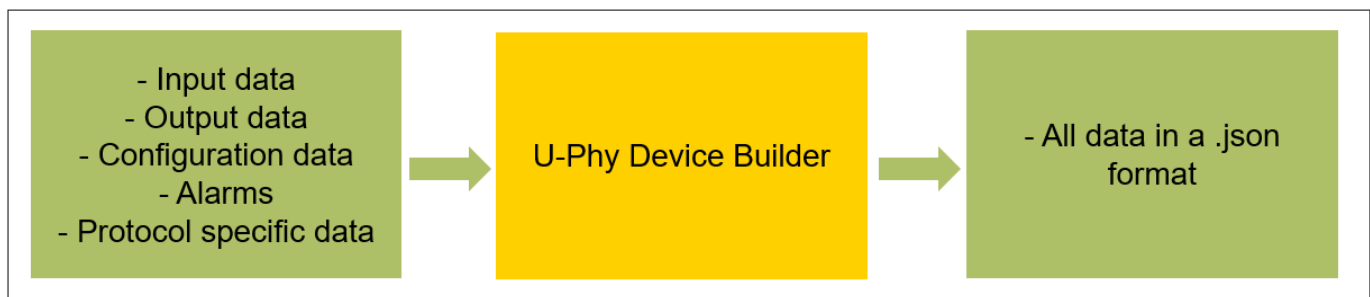 - Input data
- Output data
- Configuration data
- Alarms
- Protocol specific data
U-Phy Device Builder
- All data in a .json
format